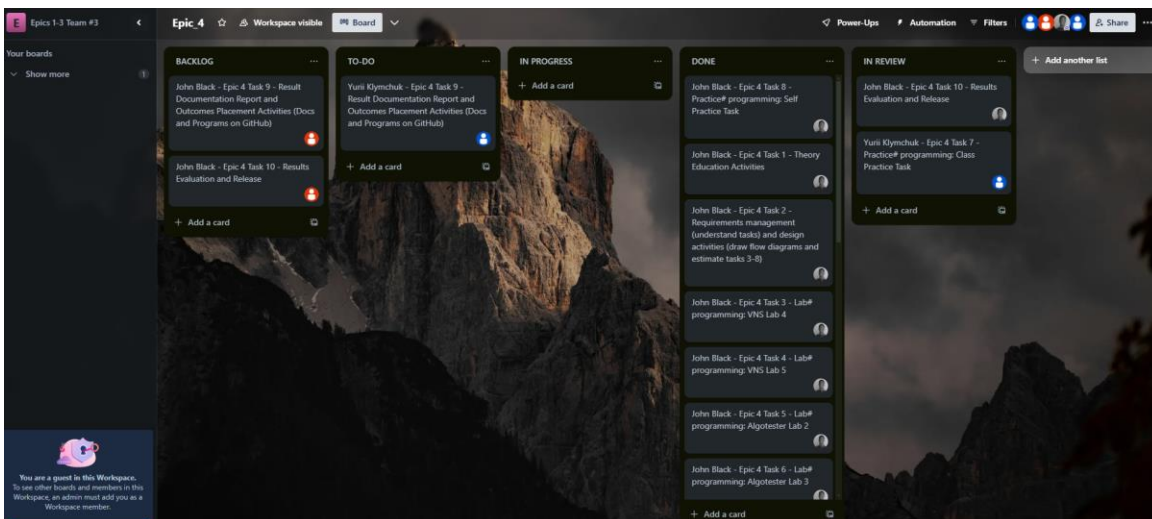 E Epics 1-3 Team #3
Epic_4 Workspace visible Board Power-Ups Automation Filters Share
Your boards
Show more 1
BACKLOG
John Black - Epic 4 Task 9 - Result
Documentation Report and
Outcomes Placement Activities (Docs
and Programs on GitHub)
John Black - Epic 4 Task 10 - Results
Evaluation and Release
+ Add a card
TO-DO
Yurii Klymchuk - Epic 4 Task 9 -
Result Documentation Report and
Outcomes Placement Activities (Docs
and Programs on GitHub)
+ Add a card
IN PROGRESS
+ Add a card
DONE
John Black - Epic 4 Task 8 -
Practice# programming: Self
Practice Task
John Black - Epic 4 Task 1 - Theory
Education Activities
John Black - Epic 4 Task 2 -
Requirements management
(understand tasks) and design
activities (draw flow diagrams and
estimate tasks 3-8)
John Black - Epic 4 Task 3 - Lab#
programming: VNS Lab 4
John Black - Epic 4 Task 4 - Lab#
programming: VNS Lab 5
John Black - Epic 4 Task 5 - Lab#
programming: Algotester Lab 2
John Black - Epic 4 Task 6 - Lab#
programming: Algotester Lab 3
+ Add a card
IN REVIEW
John Black - Epic 4 Task 10 - Results
Evaluation and Release
Yurii Klymchuk - Epic 4 Task 7 -
Practice# programming: Class
Practice Task
+ Add a card
+ Add another list
You are a guest in this Workspace.
To see other boards and members in this
Workspace, an admin must add you as a
Workspace member.